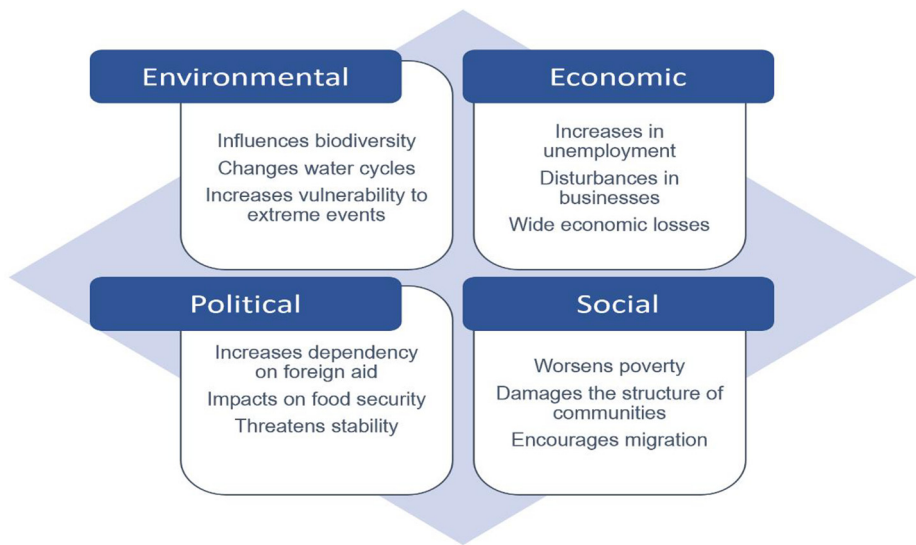 Environmental
Influences biodiversity
Changes water cycles
Increases vulnerability to
extreme events
Economic
Increases in
unemployment
Disturbances in
businesses
Wide economic losses
Political
Increases dependency
on foreign aid
Impacts on food security
Threatens stability
Social
Worsens poverty
Damages the structure of
communities
Encourages migration